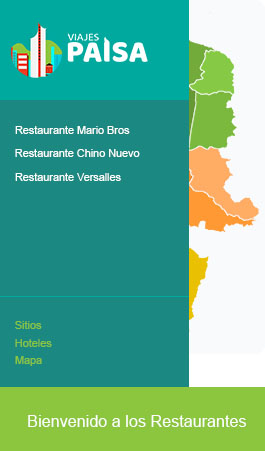 VIAJES
PAISA
Restaurante Mario Bros
Restaurante Chino Nuevo
Restaurante Versalles
Sitios
Hoteles
Mapa
Bienvenido a los Restaurantes